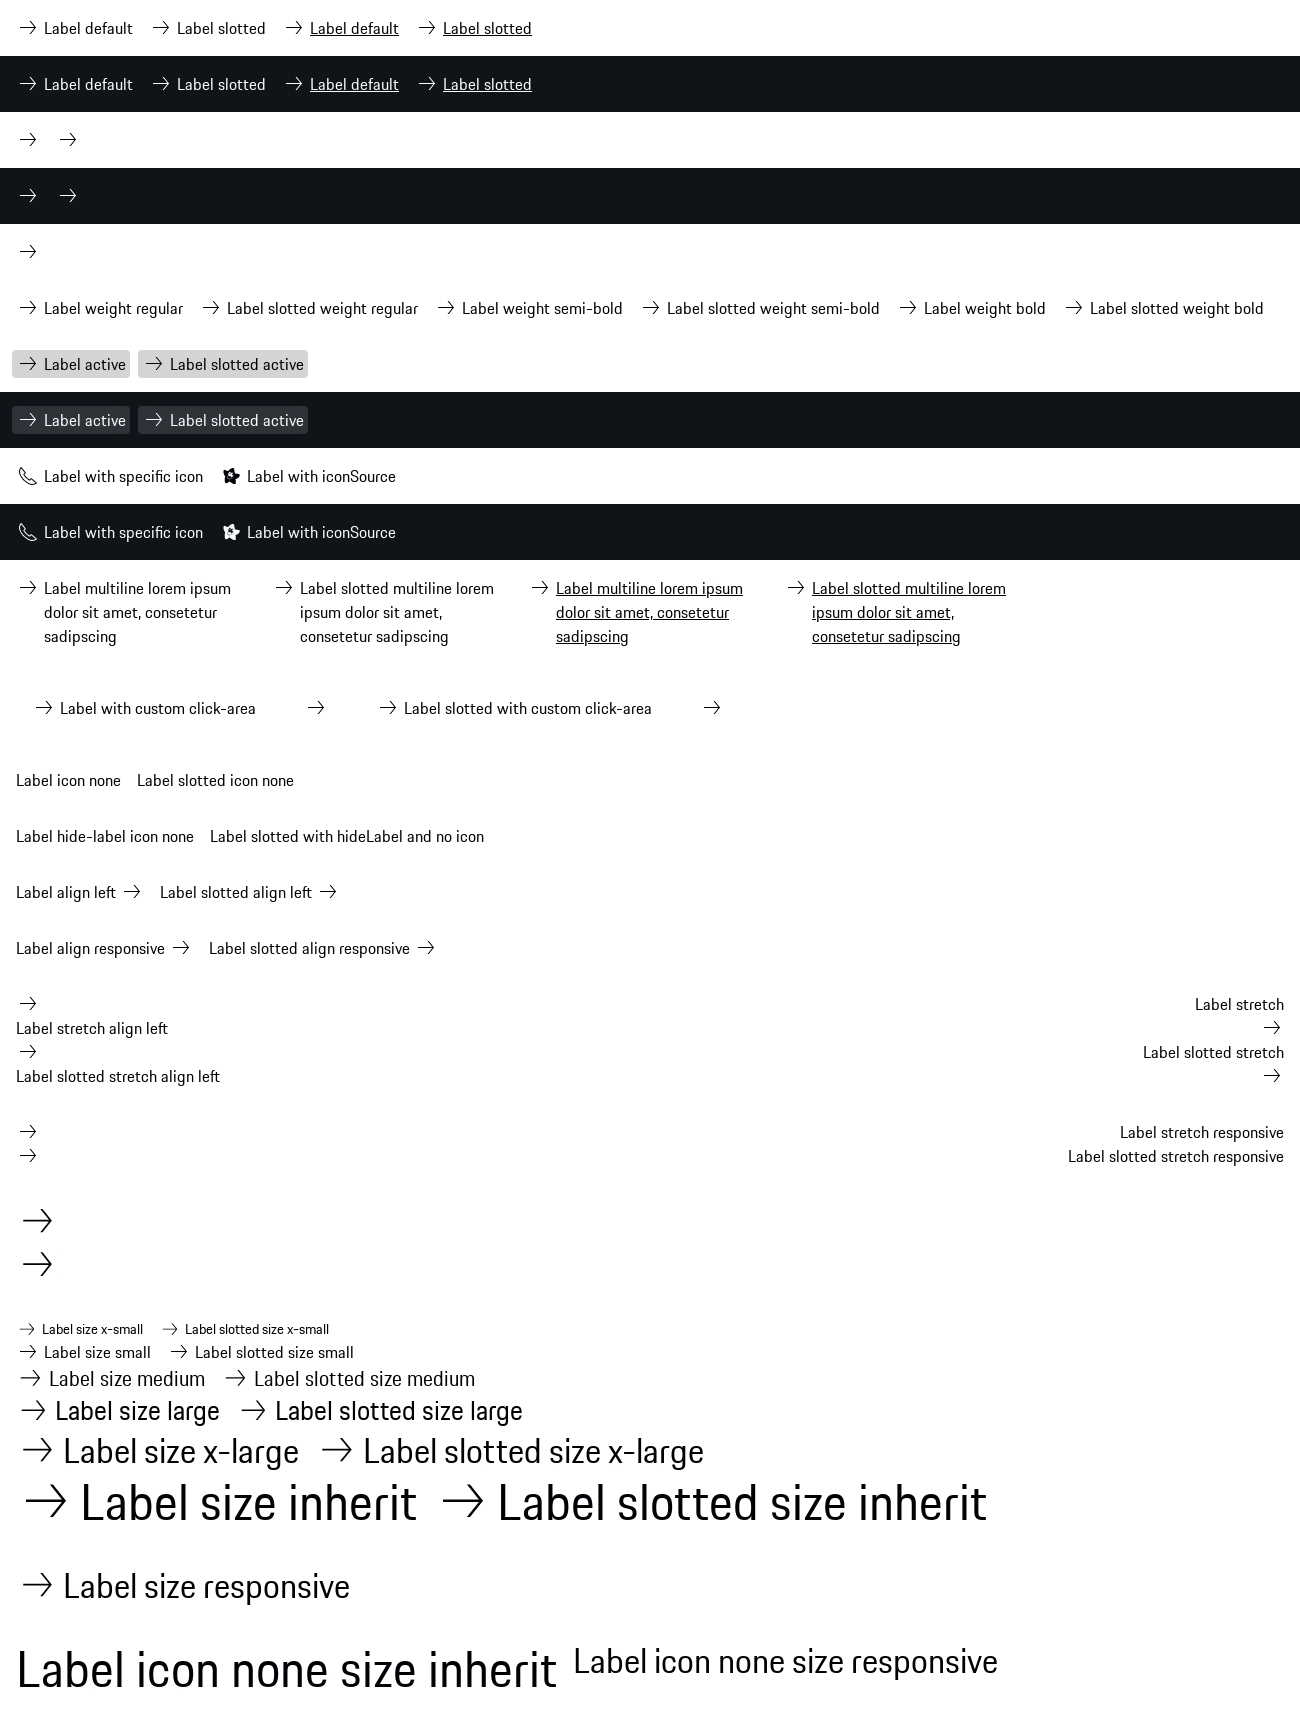 Label default Label slotted Label default Label slotted
Label default Label slotted Label default Label slotted
Label weight regular Label slotted weight regular Label weight semi-bold Label slotted weight semi-bold Label weight bold Label slotted weight bold
Label active Label slotted active
Label active Label slotted active
Label with specific icon Label with iconSource
Label with specific icon Label with iconSource
Label multiline lorem ipsum
dolor sit amet, consetetur
sadipscing
Label slotted multiline lorem
ipsum dolor sit amet,
consetetur sadipscing
Label multiline lorem ipsum
dolor sit amet, consetetur
sadipscing
Label slotted multiline lorem
ipsum dolor sit amet,
consetetur sadipscing
Label with custom click-area Label slotted with custom click-area
Label icon none Label slotted icon none
Label hide-label icon none Label slotted with hideLabel and no icon
Label align left Label slotted align left
Label align responsive Label slotted align responsive
Label stretch
Label stretch align left
Label slotted stretch
Label slotted stretch align left
Label stretch responsive
Label slotted stretch responsive
Label size x-small Label slotted size x-small
Label size small Label slotted size small
Label size medium Label slotted size medium
Label size large Label slotted size large
Label size x-large Label slotted size x-large
Label size inherit Label slotted size inherit
Label size responsive
Label icon none size inherit Label icon none size responsive